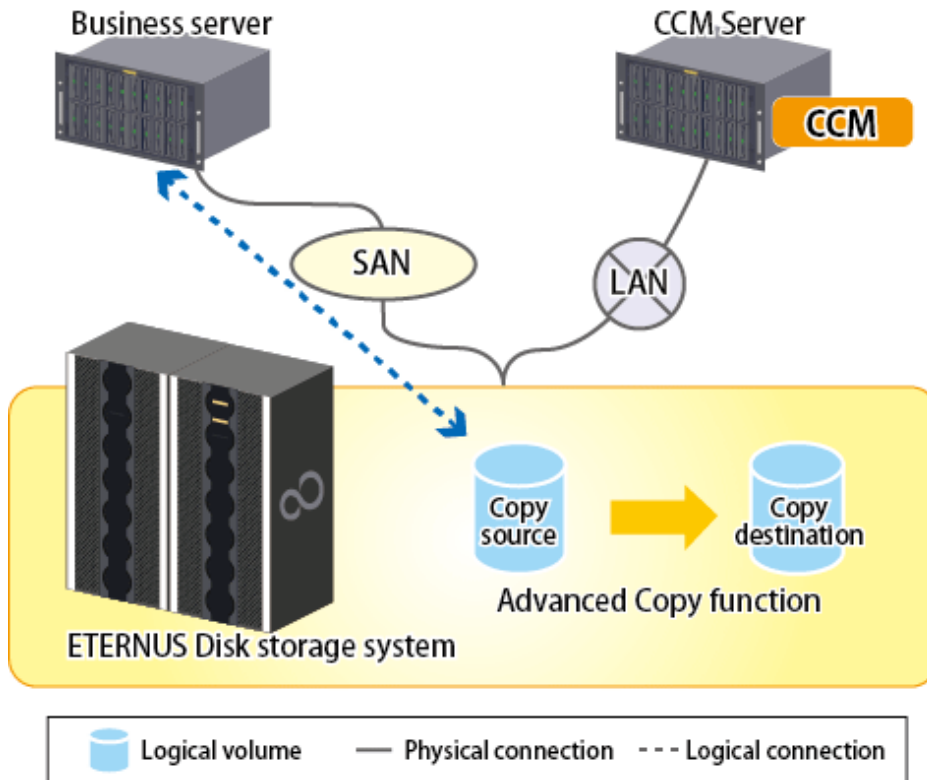 Business server
CCM Server
CCM
SAN
LAN
Copy
source
Copy
destination
Advanced Copy function
ETERNUS Disk storage system
Logical volume
Physical connection
Logical connection